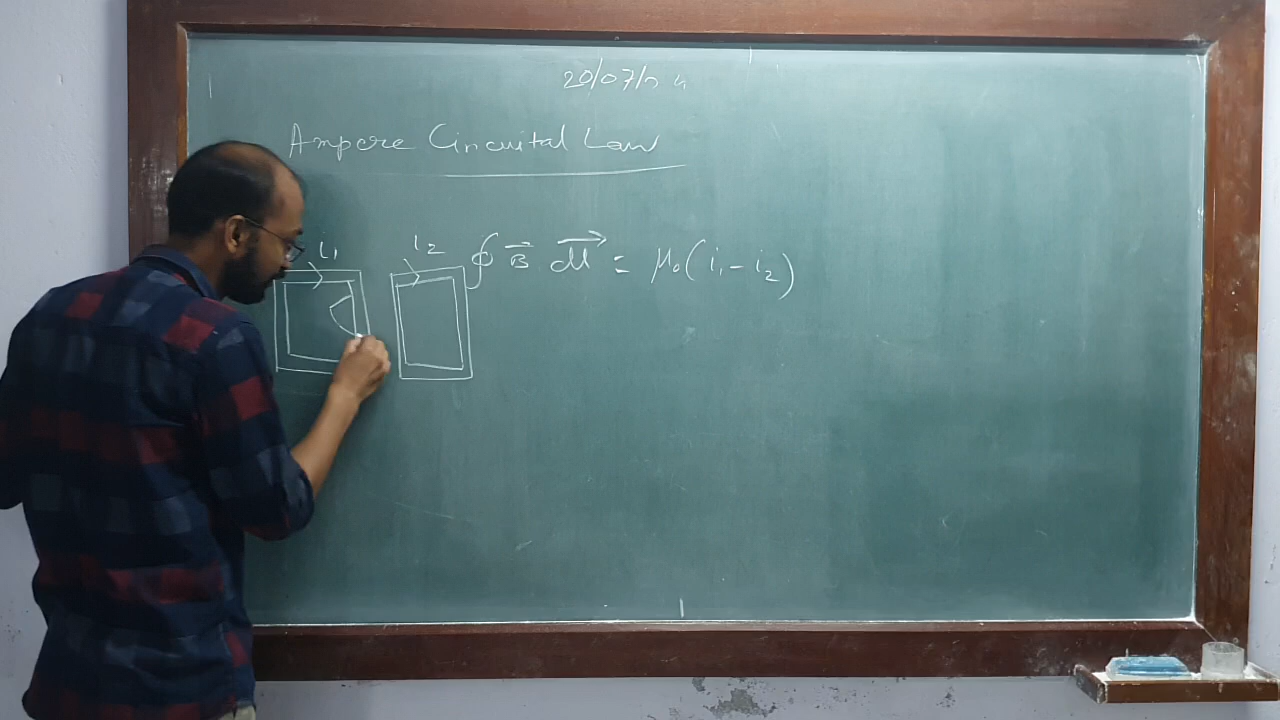 20/07/24
Ampere Circuital Law
i₁ i₂ ∮ B⃗ dl⃗ = μ₀(i₁ - i₂)